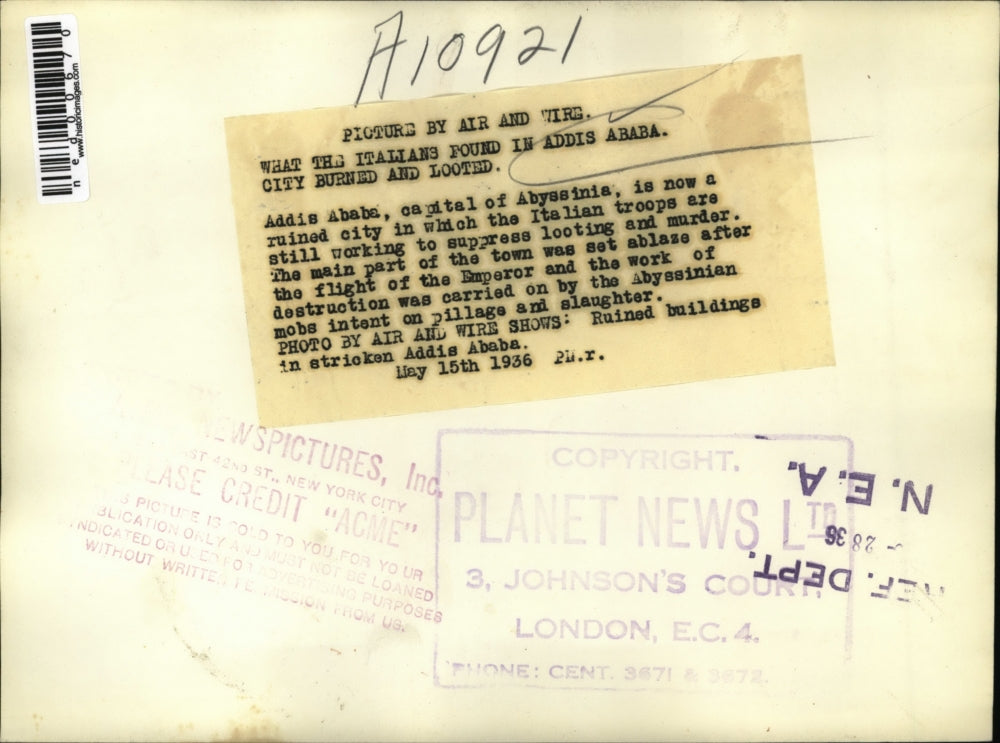 A10921
www.historicimages.com
ned00670
PICTURE BY AIR AND WIRE.
WHAT THE ITALIANS FOUND IN ADDIS ABABA.
CITY BURNED AND LOOTED.
Addis Ababa, capital of Abyssinia, is now a
ruined city in which the Italian troops are
still working to suppress looting and murder.
The main part of the town was set ablaze after
the flight of the Emperor and the work of
destruction was carried on by the Abyssinian
mobs intent on pillage and slaughter.
PHOTO BY AIR AND WIRE SHOWS: Ruined buildings
in stricken Addis Ababa.
May 15th 1936 PN.r.
NEWSPICTURES, Inc.
42ND ST., NEW YORK CITY
PLEASE CREDIT "ACME"
PICTURE IS SOLD TO YOU FOR YOUR
PUBLICATION ONLY AND MUST NOT BE LOANED
SYNDICATED OR USED FOR ADVERTISING PURPOSES
WITHOUT WRITTEN PERMISSION FROM US.
COPYRIGHT.
PLANET NEWS LTD
3, JOHNSON'S COURT,
LONDON, E.C.4.
PHONE: CENT. 3671 & 3672.
N.E.A.
28 36
REF. DEPT.